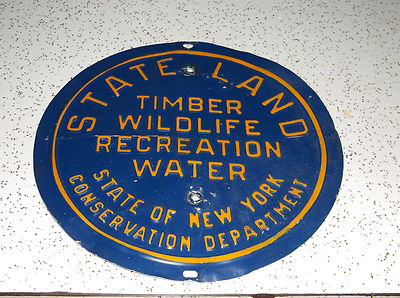 STATE LAND
TIMBER
WILDLIFE
RECREATION
WATER
STATE OF NEW YORK
CONSERVATION DEPARTMENT